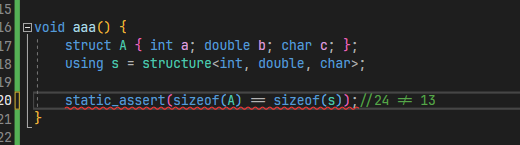 15
16 void aaa() {
17 struct A { int a; double b; char c; };
18 using s = structure<int, double, char>;
19
20 static_assert(sizeof(A) == sizeof(s));//24 != 13
21 }
22